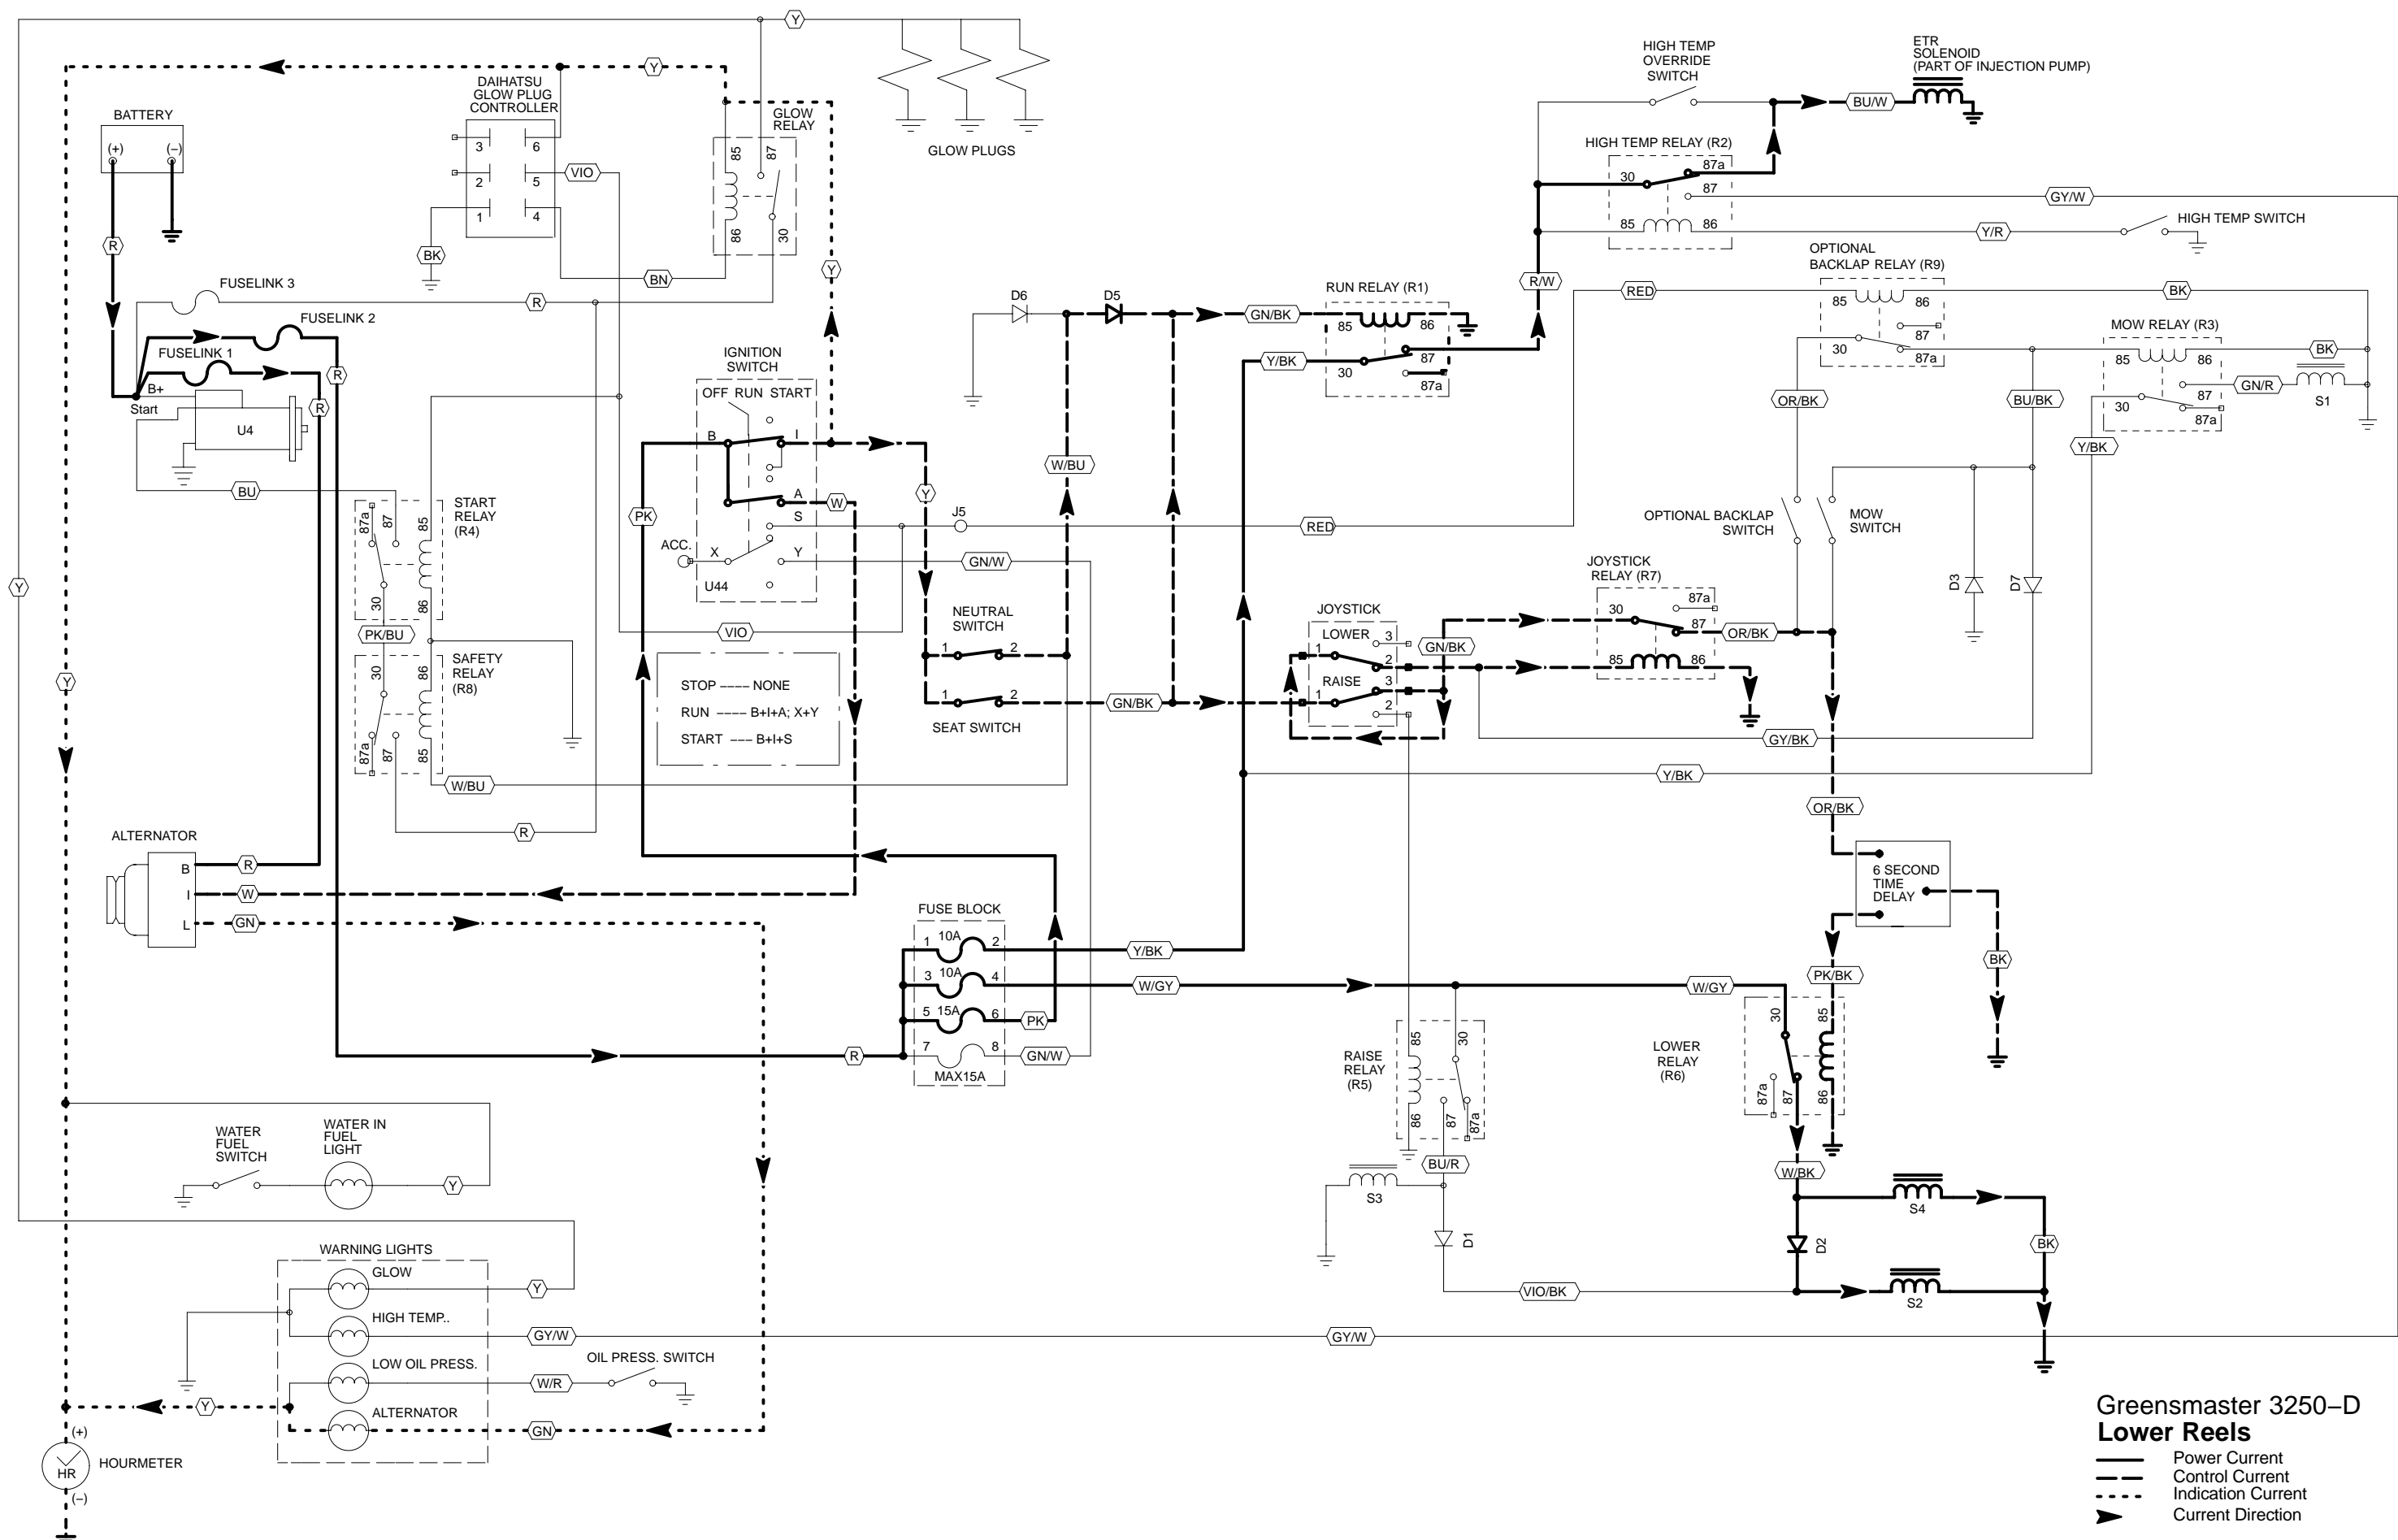 Y
Y
HIGH TEMP
OVERRIDE
SWITCH
ETR
SOLENOID
(PART OF INJECTION PUMP)
DAIHATSU
GLOW PLUG
CONTROLLER
BATTERY
(+) (−)
3 6
2 5
1 4
VIO
BK
BN
GLOW
RELAY
85 87
86 30
GLOW PLUGS
BU/W
HIGH TEMP RELAY (R2)
30 87a
87
85 86
GY/W
Y/R
HIGH TEMP SWITCH
R
FUSELINK 3
R
FUSELINK 2
FUSELINK 1
R
R
B+
Start
U4
Y
D6
D5
GN/BK
RUN RELAY (R1)
85 86
87
30
87a
Y/BK
R/W
OPTIONAL
BACKLAP RELAY (R9)
RED
85 86
87
30
87a
BK
MOW RELAY (R3)
85 86
BK
GN/R
S1
30 87
87a
OR/BK
BU/BK
Y/BK
IGNITION
SWITCH
OFF RUN START
B I
A
W
S
ACC.
X Y
U44
PK
Y
W/BU
J5
RED
GN/W
BU
START
RELAY
(R4)
87a 87 85
30 86
PK/BU
SAFETY
RELAY
(R8)
30 86
87a 87 85
W/BU
R
VIO
STOP −−−− NONE
RUN −−−− B+I+A; X+Y
START −−− B+I+S
NEUTRAL
SWITCH
1 2
1 2
SEAT SWITCH
GN/BK
OPTIONAL BACKLAP
SWITCH
MOW
SWITCH
D3
D7
JOYSTICK
LOWER 3
1 2
RAISE 3
1 2
GN/BK
JOYSTICK
RELAY (R7)
30 87a
87
85 86
OR/BK
GY/BK
Y/BK
OR/BK
6 SECOND
TIME
DELAY
BK
PK/BK
Y
Y
ALTERNATOR
B R
I W
L GN
FUSE BLOCK
1 10A 2
3 10A 4
5 15A 6
7 8
MAX15A
Y/BK
W/GY
PK
GN/W
R
W/GY
RAISE
RELAY
(R5)
85 30
86 87 87a
BU/R
S3
D1
VIO/BK
LOWER
RELAY
(R6)
30 85
87a 87 86
W/BK
S4
D2
BK
S2
WATER
FUEL
SWITCH
WATER IN
FUEL
LIGHT
Y
WARNING LIGHTS
GLOW
Y
HIGH TEMP..
GY/W
GY/W
LOW OIL PRESS.
W/R
OIL PRESS. SWITCH
Y
ALTERNATOR
GN
(+)
HR
HOURMETER
(−)
Greensmaster 3250−D
Lower Reels
Power Current
Control Current
Indication Current
Current Direction